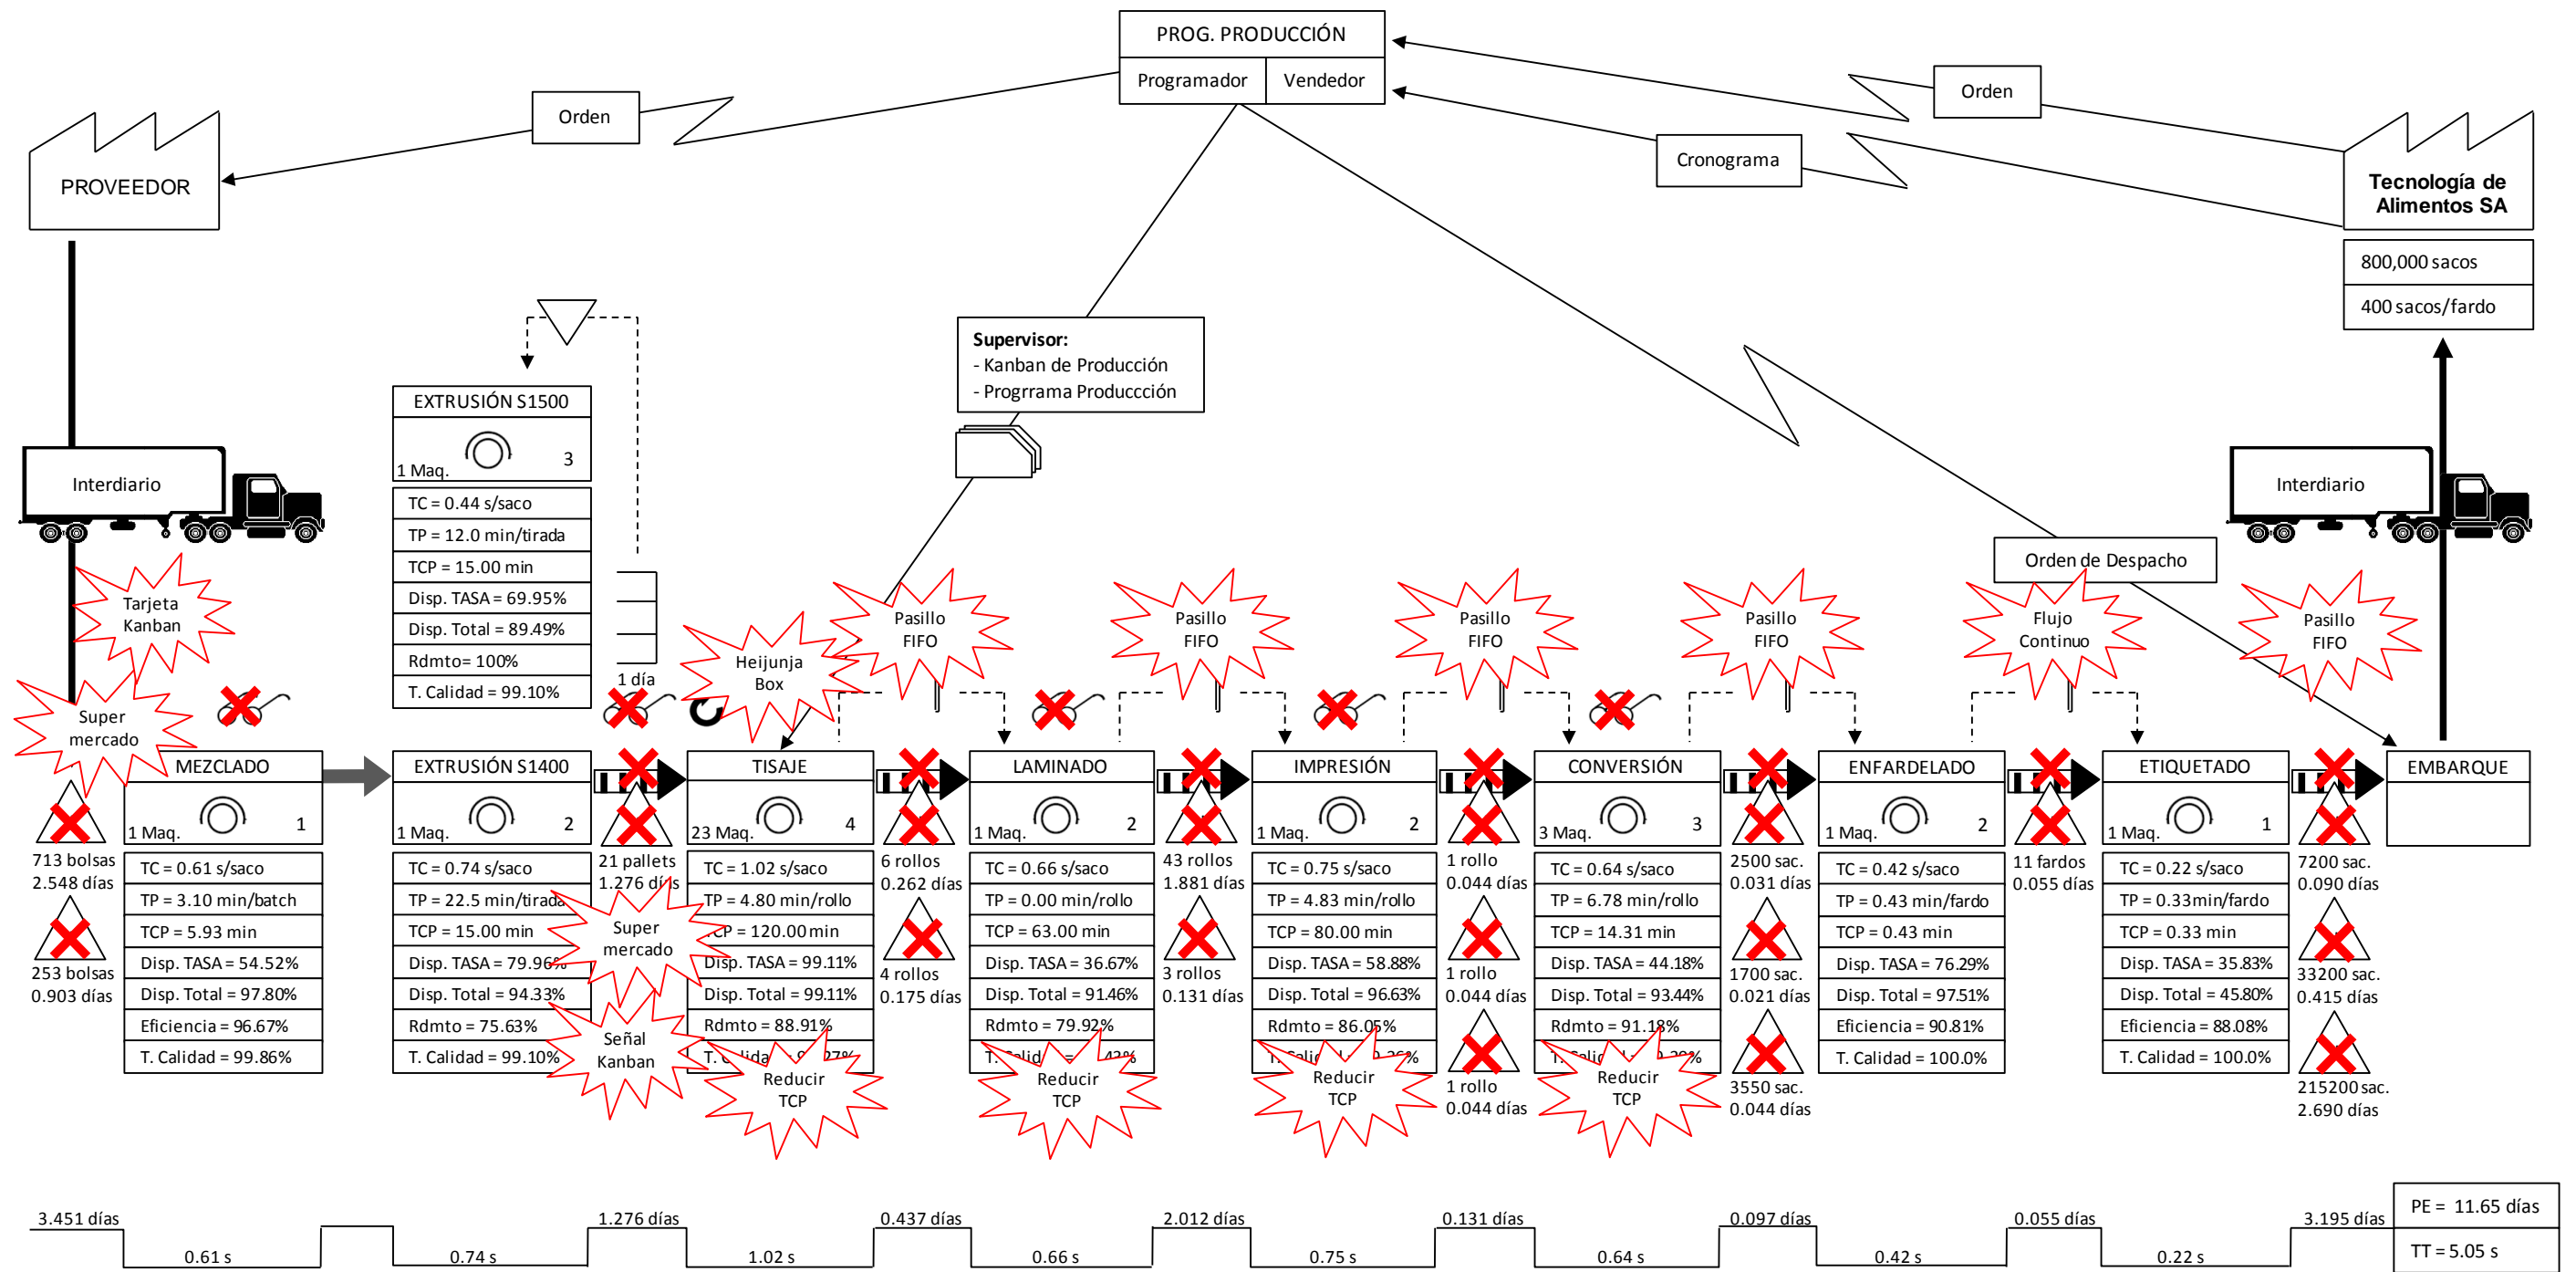 PROG. PRODUCCIÓN
Programador
Vendedor
Orden
Orden
Cronograma
PROVEEDOR
Tecnología de
Alimentos SA
800,000 sacos
400 sacos/fardo
Supervisor:
- Kanban de Producción
- Progrrama Produccción
EXTRUSIÓN S1500
1 Maq.
3
TC = 0.44 s/saco
TP = 12.0 min/tirada
TCP = 15.00 min
Disp. TASA = 69.95%
Disp. Total = 89.49%
Rdmto= 100%
T. Calidad = 99.10%
Interdiario
Interdiario
Orden de Despacho
Tarjeta
Kanban
Super
mercado
1 día
Heijunja
Box
Pasillo
FIFO
Pasillo
FIFO
Pasillo
FIFO
Pasillo
FIFO
Flujo
Continuo
Pasillo
FIFO
MEZCLADO
1 Maq.
1
TC = 0.61 s/saco
TP = 3.10 min/batch
TCP = 5.93 min
Disp. TASA = 54.52%
Disp. Total = 97.80%
Eficiencia = 96.67%
T. Calidad = 99.86%
713 bolsas
2.548 días
253 bolsas
0.903 días
EXTRUSIÓN S1400
1 Maq.
2
TC = 0.74 s/saco
TP = 22.5 min/tirada
TCP = 15.00 min
Disp. TASA = 79.96%
Disp. Total = 94.33%
Rdmto = 75.63%
T. Calidad = 99.10%
21 pallets
1.276 días
Super
mercado
Señal
Kanban
TISAJE
23 Maq.
4
TC = 1.02 s/saco
TP = 4.80 min/rollo
TCP = 120.00 min
Disp. TASA = 99.11%
Disp. Total = 99.11%
Rdmto = 88.91%
Reducir
TCP
6 rollos
0.262 días
4 rollos
0.175 días
LAMINADO
1 Maq.
2
TC = 0.66 s/saco
TP = 0.00 min/rollo
TCP = 63.00 min
Disp. TASA = 36.67%
Disp. Total = 91.46%
Rdmto = 79.92%
Reducir
TCP
43 rollos
1.881 días
3 rollos
0.131 días
IMPRESIÓN
1 Maq.
2
TC = 0.75 s/saco
TP = 4.83 min/rollo
TCP = 80.00 min
Disp. TASA = 58.88%
Disp. Total = 96.63%
Rdmto = 86.05%
Reducir
TCP
1 rollo
0.044 días
1 rollo
0.044 días
1 rollo
0.044 días
CONVERSIÓN
3 Maq.
3
TC = 0.64 s/saco
TP = 6.78 min/rollo
TCP = 14.31 min
Disp. TASA = 44.18%
Disp. Total = 93.44%
Rdmto = 91.18%
Reducir
TCP
2500 sac.
0.031 días
1700 sac.
0.021 días
3550 sac.
0.044 días
ENFARDELADO
1 Maq.
2
TC = 0.42 s/saco
TP = 0.43 min/fardo
TCP = 0.43 min
Disp. TASA = 76.29%
Disp. Total = 97.51%
Eficiencia = 90.81%
T. Calidad = 100.0%
11 fardos
0.055 días
ETIQUETADO
1 Maq.
1
TC = 0.22 s/saco
TP = 0.33min/fardo
TCP = 0.33 min
Disp. TASA = 35.83%
Disp. Total = 45.80%
Eficiencia = 88.08%
T. Calidad = 100.0%
7200 sac.
0.090 días
33200 sac.
0.415 días
215200 sac.
2.690 días
EMBARQUE
3.451 días
0.61 s
0.74 s
1.276 días
1.02 s
0.437 días
0.66 s
2.012 días
0.75 s
0.131 días
0.64 s
0.097 días
0.42 s
0.055 días
0.22 s
3.195 días
PE = 11.65 días
TT = 5.05 s